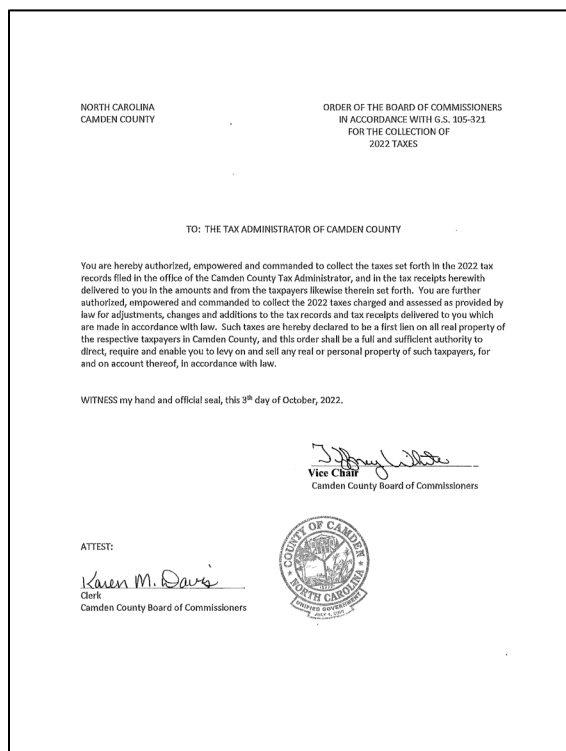 NORTH CAROLINA
CAMDEN COUNTY
ORDER OF THE BOARD OF COMMISSIONERS
IN ACCORDANCE WITH G.S. 105-321
FOR THE COLLECTION OF
2022 TAXES
TO: THE TAX ADMINISTRATOR OF CAMDEN COUNTY
You are hereby authorized, empowered and commanded to collect the taxes set forth in the 2022 tax
records filed in the office of the Camden County Tax Administrator, and in the tax receipts herewith
delivered to you in the amounts and from the taxpayers likewise therein set forth. You are further
authorized, empowered and commanded to collect the 2022 taxes charged and assessed as provided by
law for adjustments, changes and additions to the tax records and tax receipts delivered to you which
are made in accordance with law. Such taxes are hereby declared to be a first lien on all real property of
the respective taxpayers in Camden County, and this order shall be a full and sufficient authority to
direct, require and enable you to levy on and sell any real or personal property of such taxpayers, for
and on account thereof, in accordance with law.
WITNESS my hand and official seal, this 3th day of October, 2022.
Tiffney White
Vice Chair
Camden County Board of Commissioners
ATTEST:
Karen M. Davis
Clerk
Camden County Board of Commissioners
COUNTY OF CAMDEN
NORTH CAROLINA
UNIFIED GOVERNMENT